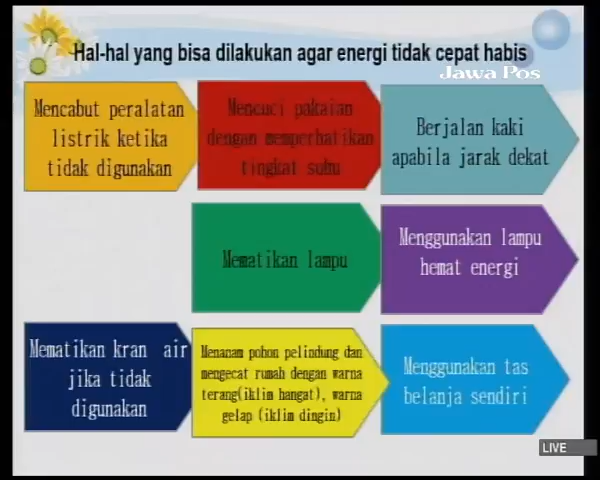 Hal-hal yang bisa dilakukan agar energi tidak cepat habis
Jawa Pos
Mencabut peralatan
listrik ketika
tidak digunakan
Mencuci pakaian
dengan memperhatikan
tingkat suhu
Berjalan kaki
apabila jarak dekat
Mematikan lampu
Menggunakan lampu
hemat energi
Mematikan kran air
jika tidak
digunakan
Menanam pohon pelindung dan
mengecat rumah dengan warna
terang(iklim hangat), warna
gelap (iklim dingin)
Menggunakan tas
belanja sendiri
LIVE